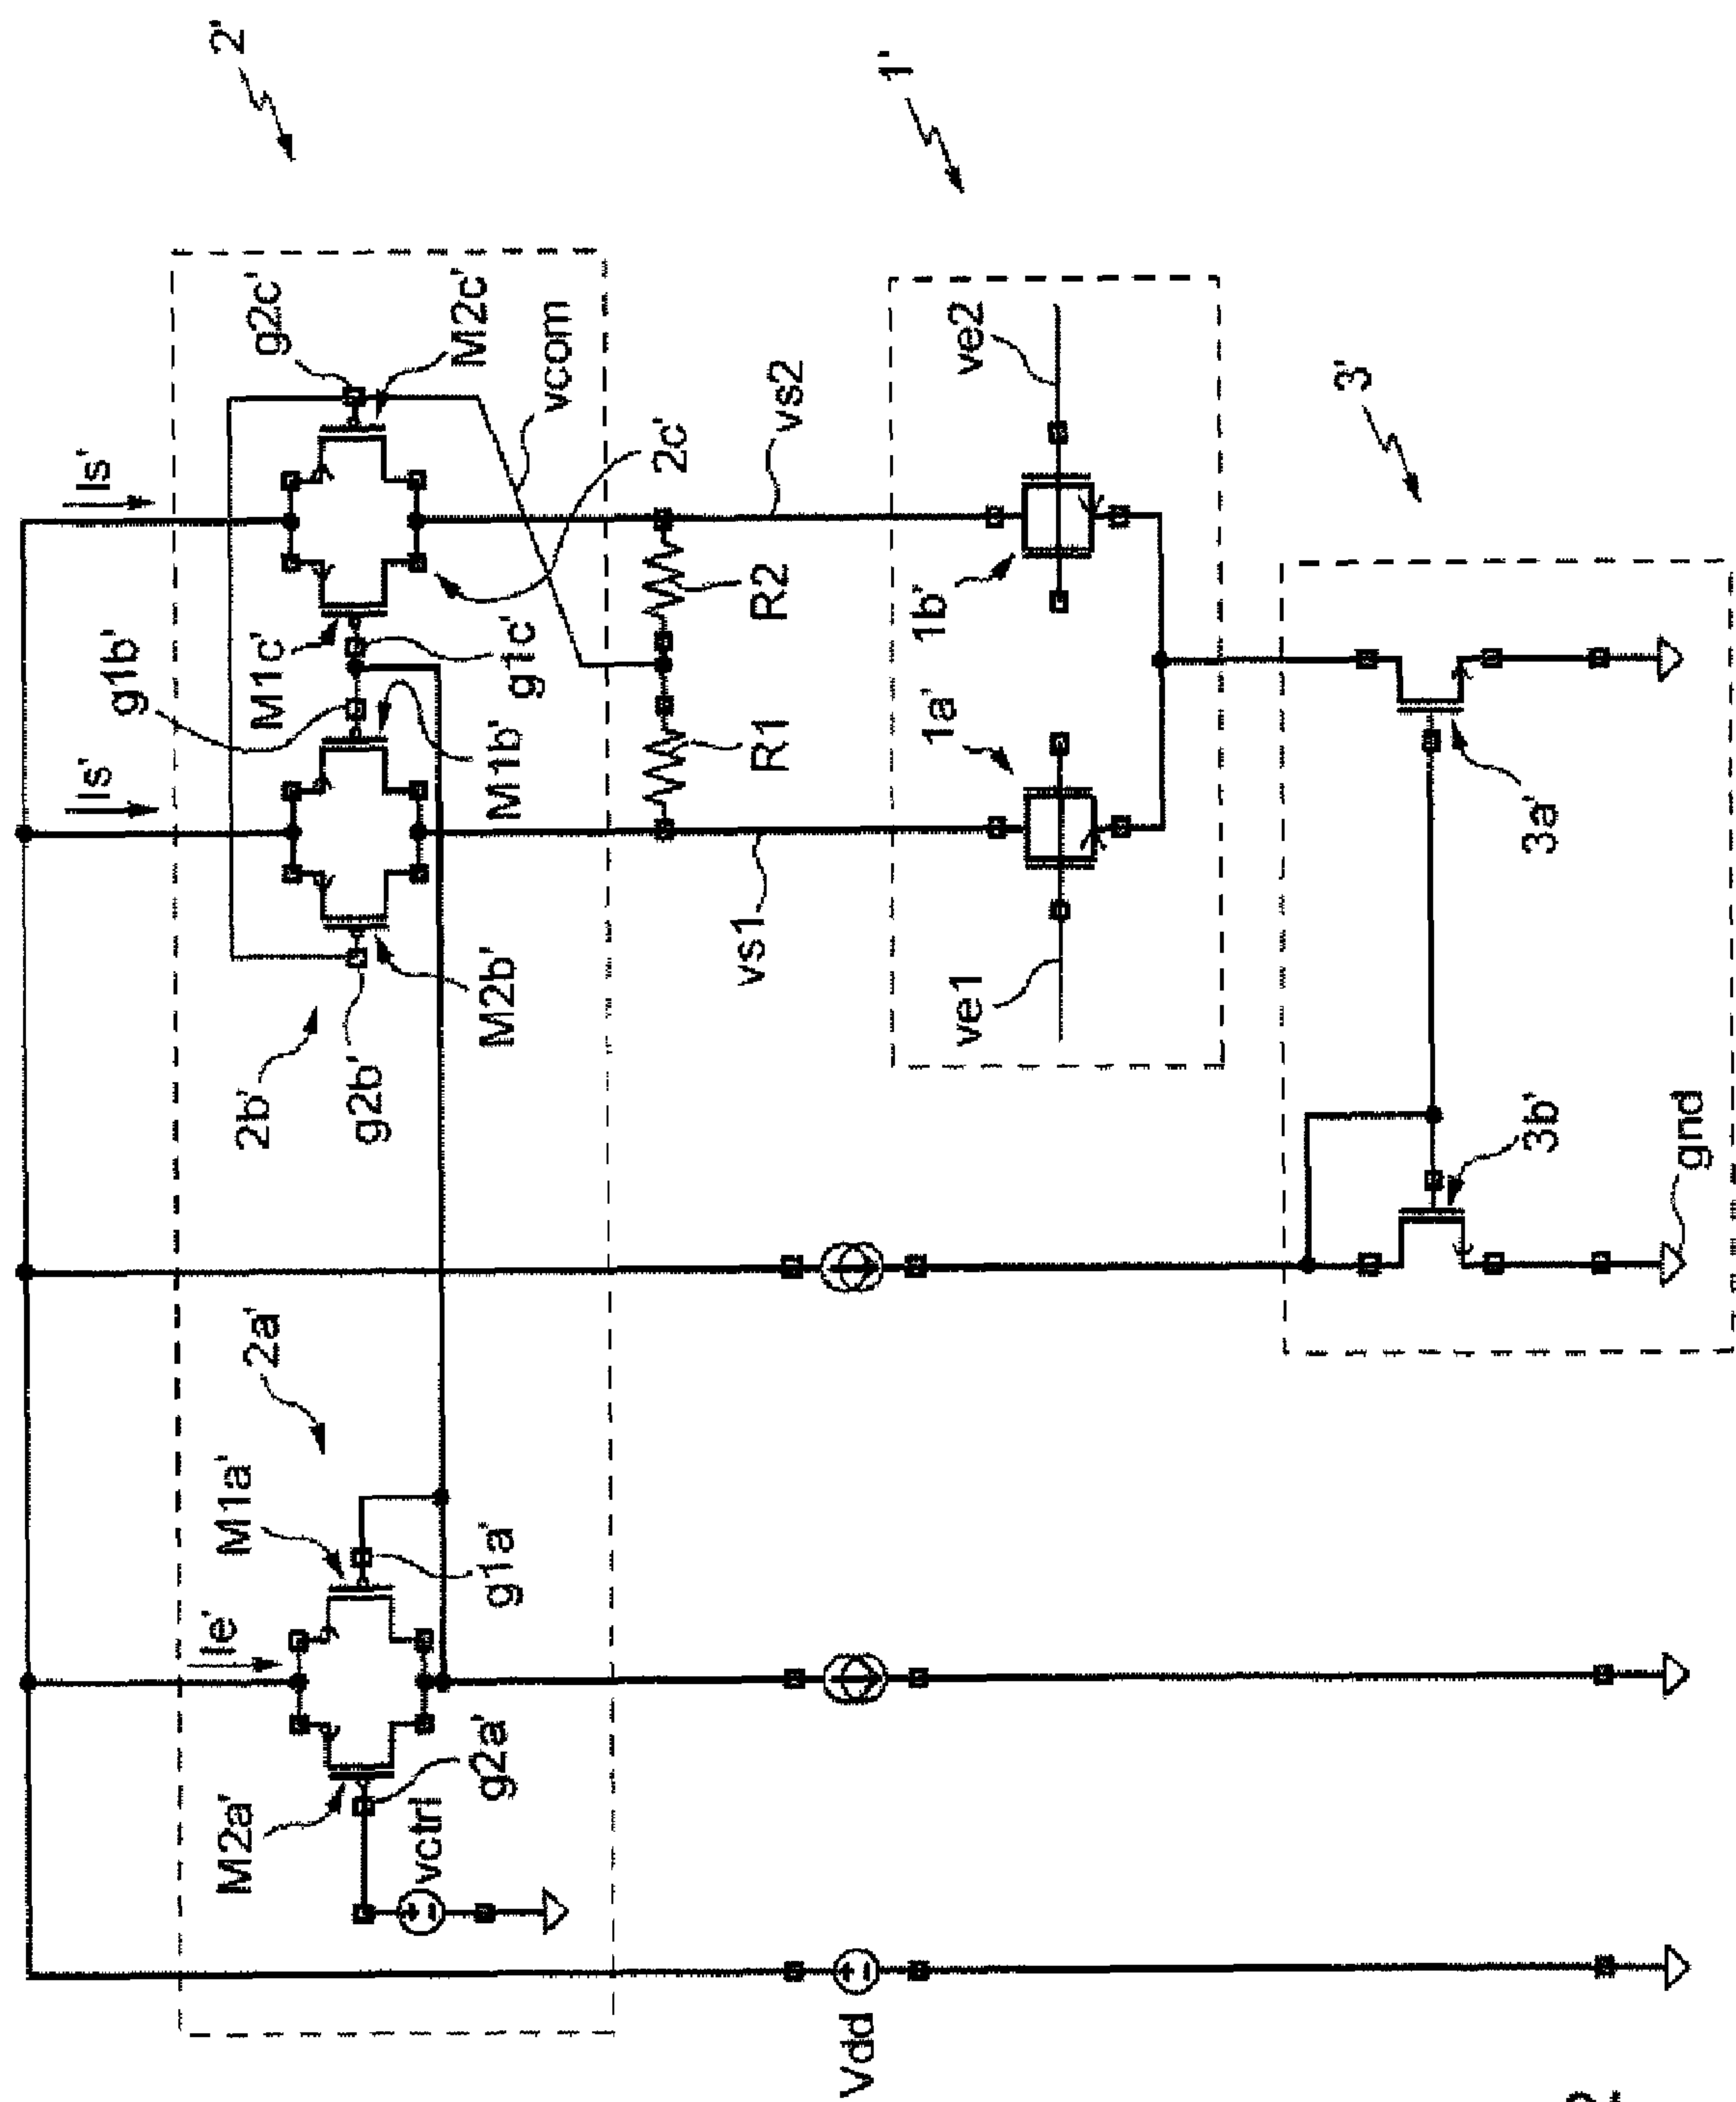 2'
1'
Is'
g2c'
M2c'
vcom
2c'
vs2
ve2
3'
M1c'
g1c'
g1b'
R2
1b'
Is'
M1b'
R1
1a'
3a'
M2b'
g2b'
2b'
vs1
ve1
3b'
gnd
2a'
M1a'
g1a'
Ie'
g2a'
M2a'
vctrl
Vdd